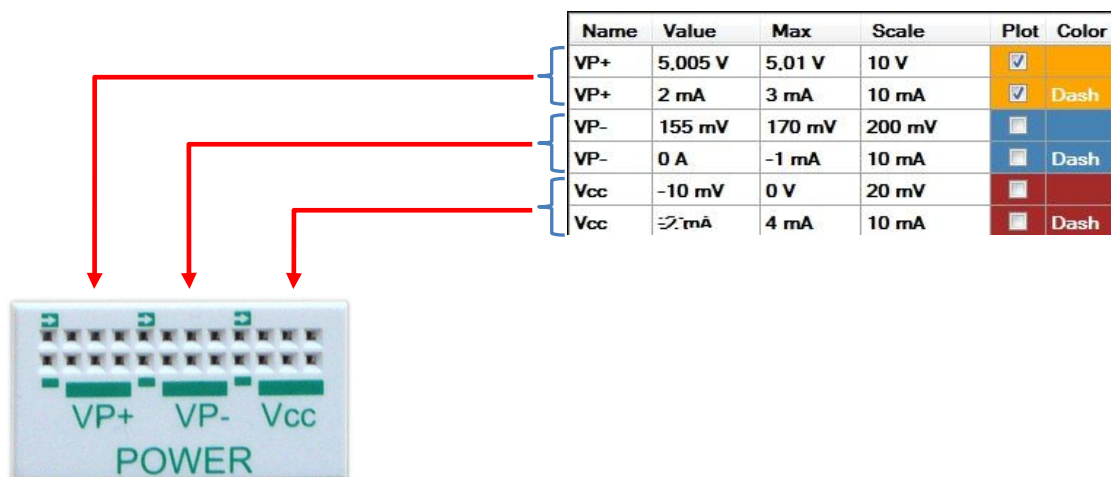 Name Value Max Scale Plot Color
VP+ 5.005 V 5.01 V 10 V
VP+ 2 mA 3 mA 10 mA Dash
VP- 155 mV 170 mV 200 mV
VP- 0 A -1 mA 10 mA Dash
Vcc -10 mV 0 V 20 mV
Vcc mA 4 mA 10 mA Dash
VP+ VP- Vcc
POWER